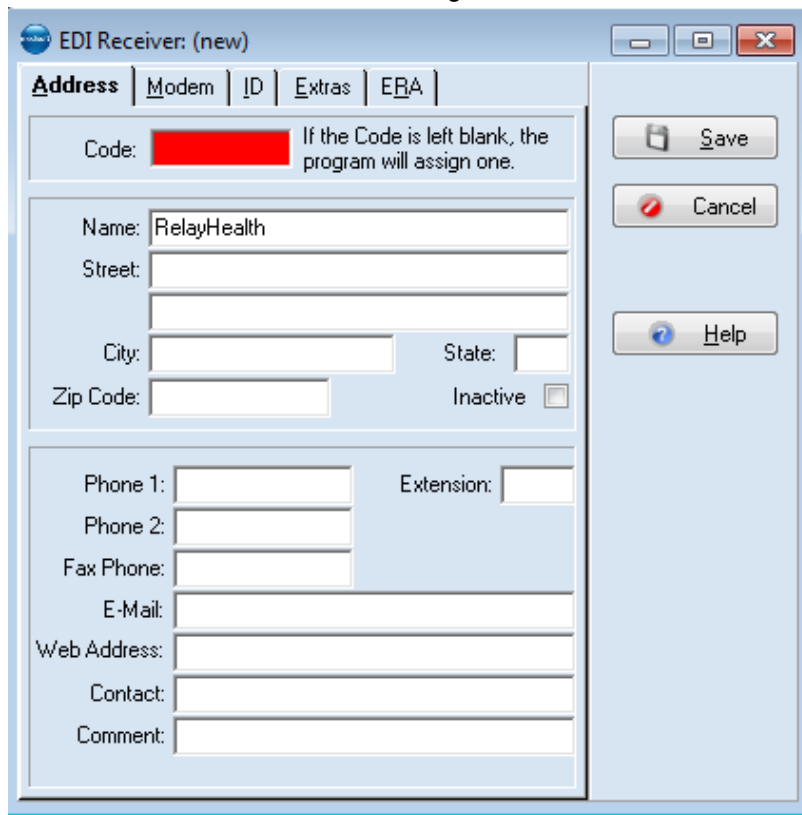 EDI Receiver: (new)
Address Modem ID Extras ERA
Code: If the Code is left blank, the
program will assign one.
Save
Cancel
Name: RelayHealth
Street:
City: State:
Help
Zip Code: Inactive
Phone 1: Extension:
Phone 2:
Fax Phone:
E-Mail:
Web Address:
Contact:
Comment: